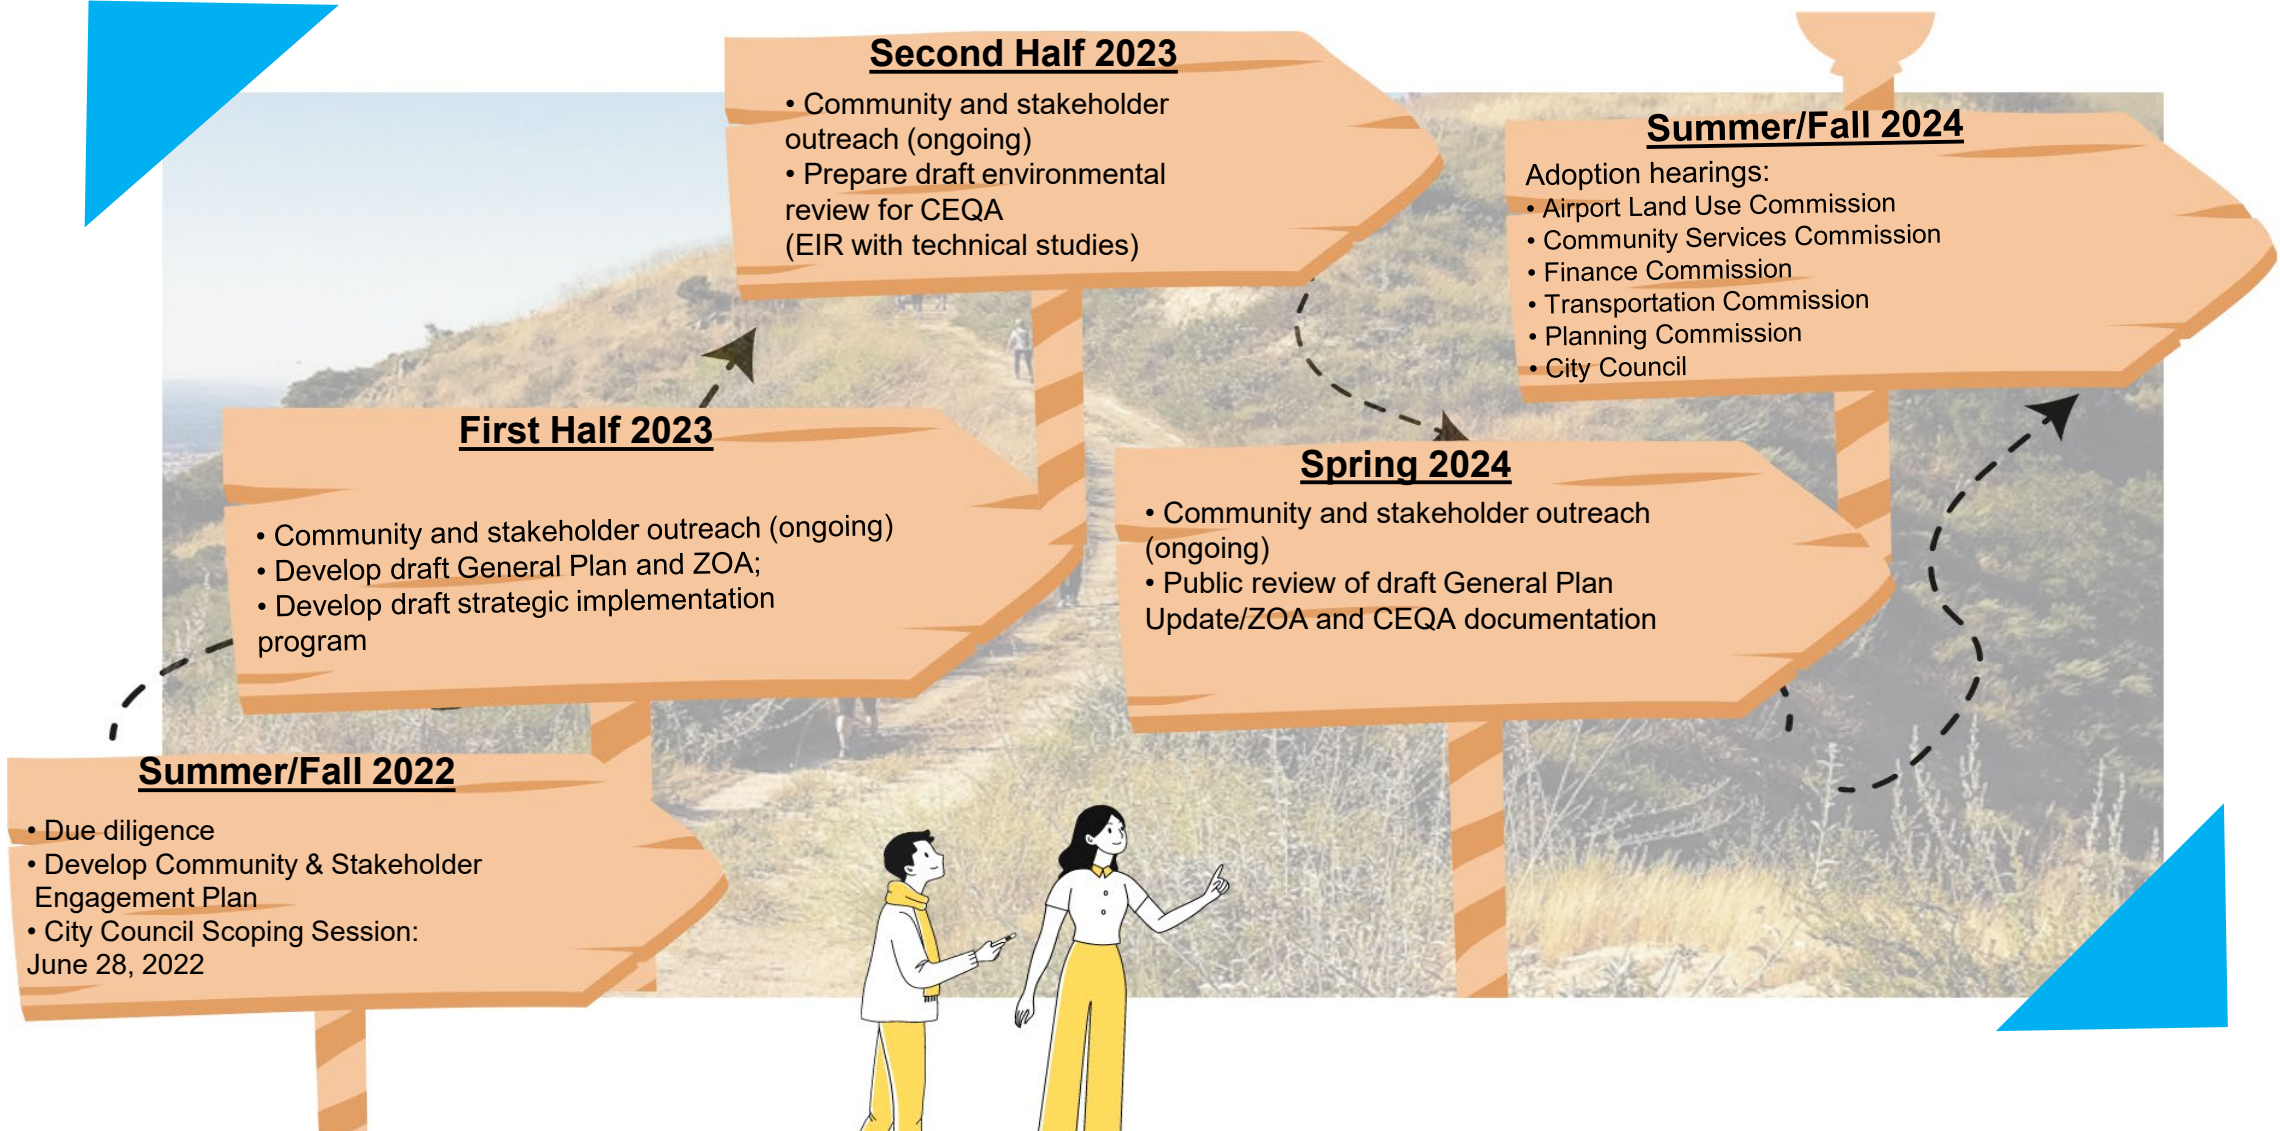 Summer/Fall 2022
• Due diligence
• Develop Community & Stakeholder
Engagement Plan
• City Council Scoping Session:
June 28, 2022
First Half 2023
• Community and stakeholder outreach (ongoing)
• Develop draft General Plan and ZOA;
• Develop draft strategic implementation
program
Second Half 2023
• Community and stakeholder
outreach (ongoing)
• Prepare draft environmental
review for CEQA
(EIR with technical studies)
Spring 2024
• Community and stakeholder outreach
(ongoing)
• Public review of draft General Plan
Update/ZOA and CEQA documentation
Summer/Fall 2024
Adoption hearings:
• Airport Land Use Commission
• Community Services Commission
• Finance Commission
• Transportation Commission
• Planning Commission
• City Council